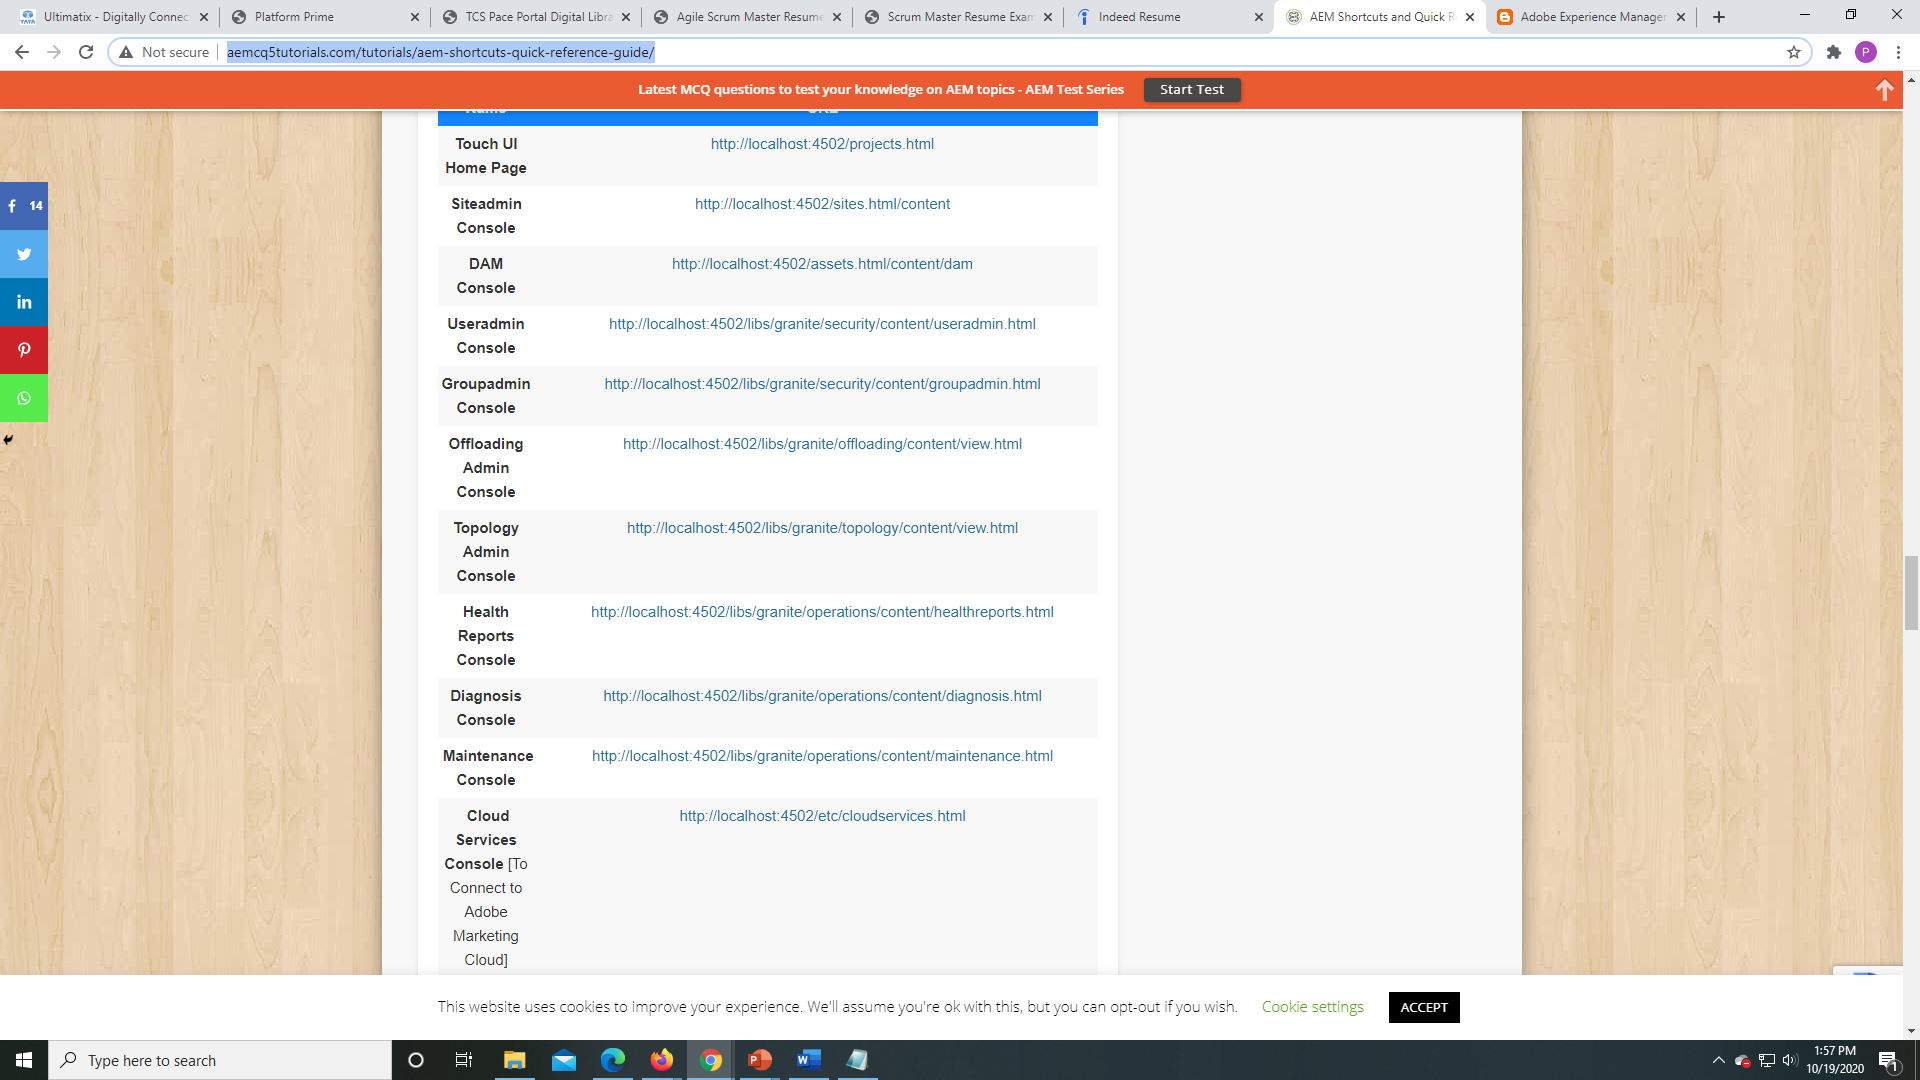 Ultimatix - Digitally Connect
Platform Prime
TCS Pace Portal Digital Libra
Agile Scrum Master Resume
Scrum Master Resume Exam
Indeed Resume
AEM Shortcuts and Quick R
Adobe Experience Manager
Not secure
aemcq5tutorials.com/tutorials/aem-shortcuts-quick-reference-guide/
P
Latest MCQ questions to test your knowledge on AEM topics - AEM Test Series
Start Test
Name URL
Touch UI
Home Page
http://localhost:4502/projects.html
Siteadmin
Console
http://localhost:4502/sites.html/content
DAM
Console
http://localhost:4502/assets.html/content/dam
Useradmin
Console
http://localhost:4502/libs/granite/security/content/useradmin.html
Groupadmin
Console
http://localhost:4502/libs/granite/security/content/groupadmin.html
Offloading
Admin
Console
http://localhost:4502/libs/granite/offloading/content/view.html
Topology
Admin
Console
http://localhost:4502/libs/granite/topology/content/view.html
Health
Reports
Console
http://localhost:4502/libs/granite/operations/content/healthreports.html
Diagnosis
Console
http://localhost:4502/libs/granite/operations/content/diagnosis.html
Maintenance
Console
http://localhost:4502/libs/granite/operations/content/maintenance.html
Cloud
Services
Console [To
Connect to
Adobe
Marketing
Cloud]
http://localhost:4502/etc/cloudservices.html
14
This website uses cookies to improve your experience. We'll assume you're ok with this, but you can opt-out if you wish.
Cookie settings
ACCEPT
Type here to search
1:57 PM
10/19/2020
1